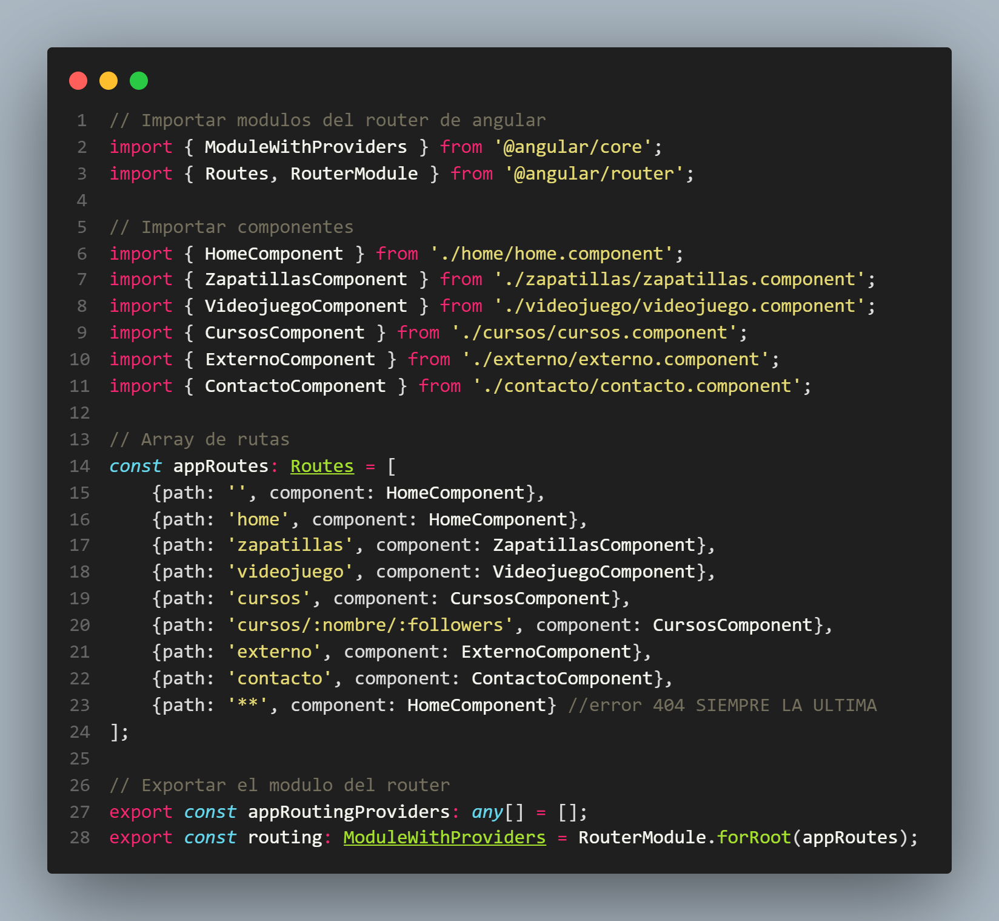 1 // Importar modulos del router de angular
2 import { ModuleWithProviders } from '@angular/core';
3 import { Routes, RouterModule } from '@angular/router';
4
5 // Importar componentes
6 import { HomeComponent } from './home/home.component';
7 import { ZapatillasComponent } from './zapatillas/zapatillas.component';
8 import { VideojuegoComponent } from './videojuego/videojuego.component';
9 import { CursosComponent } from './cursos/cursos.component';
10 import { ExternoComponent } from './externo/externo.component';
11 import { ContactoComponent } from './contacto/contacto.component';
12
13 // Array de rutas
14 const appRoutes: Routes = [
15     {path: '', component: HomeComponent},
16     {path: 'home', component: HomeComponent},
17     {path: 'zapatillas', component: ZapatillasComponent},
18     {path: 'videojuego', component: VideojuegoComponent},
19     {path: 'cursos', component: CursosComponent},
20     {path: 'cursos/:nombre/:followers', component: CursosComponent},
21     {path: 'externo', component: ExternoComponent},
22     {path: 'contacto', component: ContactoComponent},
23     {path: '**', component: HomeComponent} //error 404 SIEMPRE LA ULTIMA
24 ];
25
26 // Exportar el modulo del router
27 export const appRoutingProviders: any[] = [];
28 export const routing: ModuleWithProviders = RouterModule.forRoot(appRoutes);